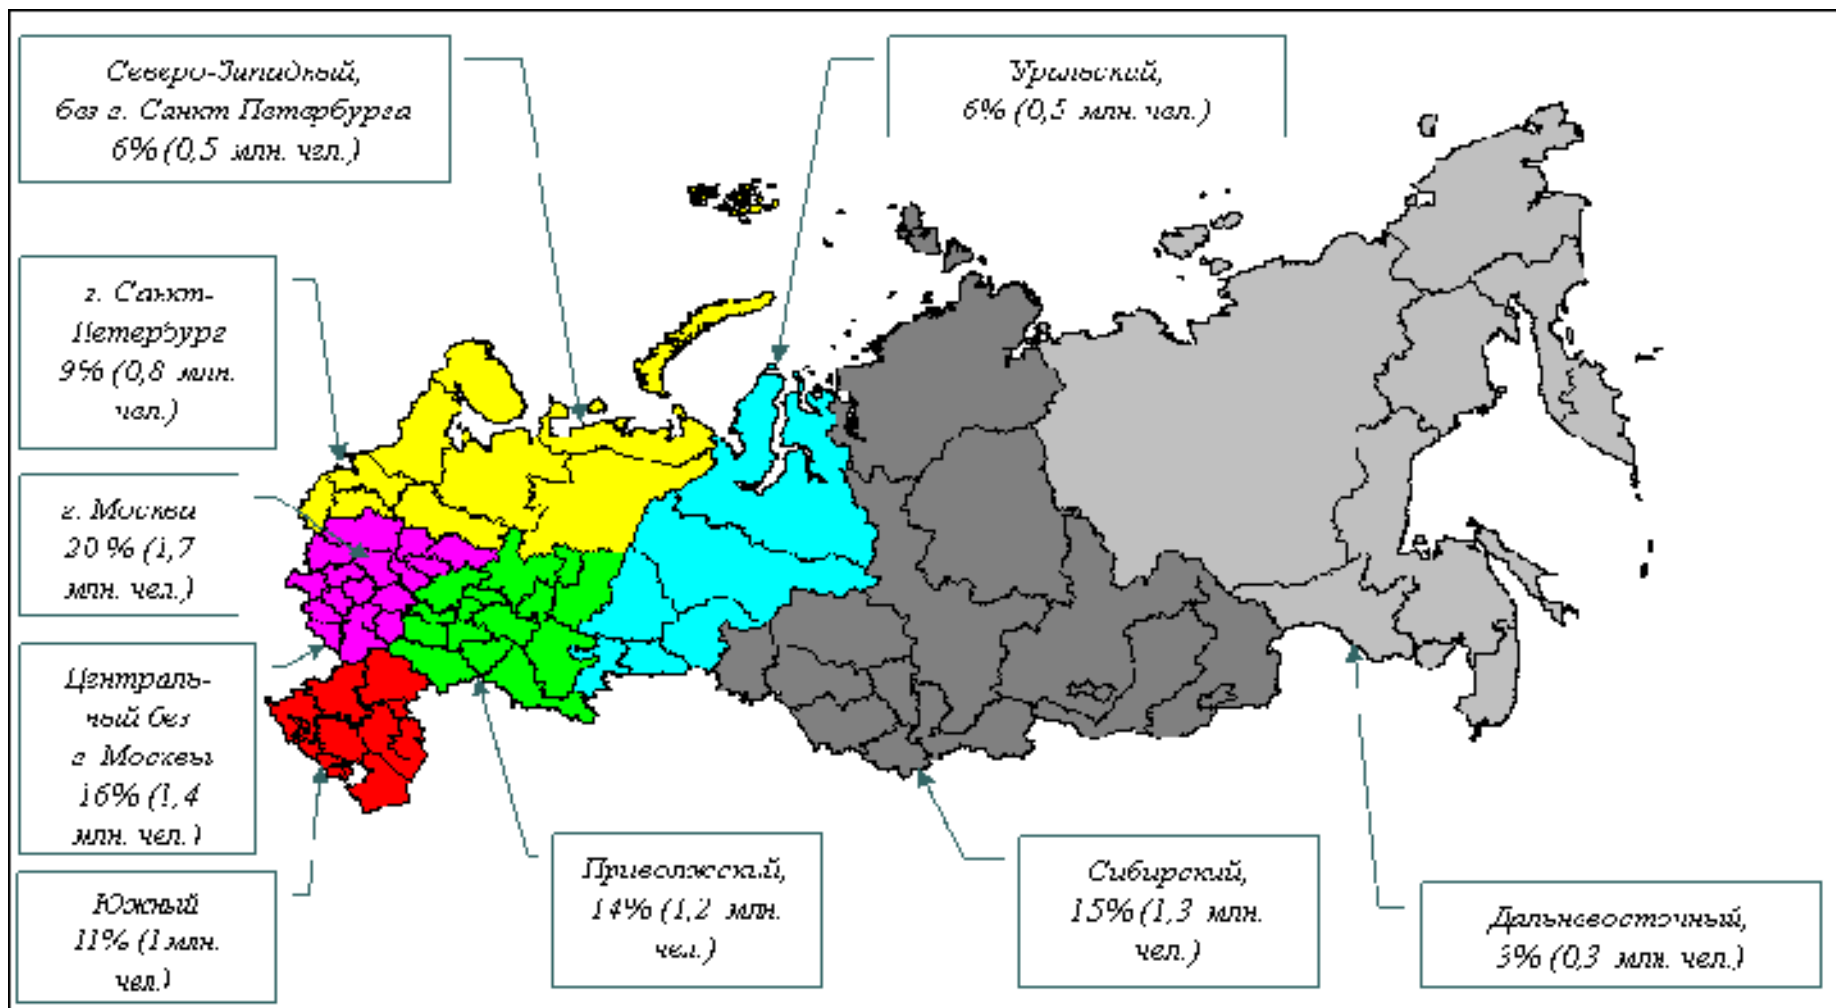 Северо-Западный,
без г. Санкт Петербурга
6% (0,5 млн. чел.)
Уральский,
6% (0,5 млн. чел.)
г. Санкт-
Петербург
9% (0,8 млн.
чел.)
г. Москва
20 % (1,7
млн. чел.)
Централь-
ный без
г Москвы
16% (1,4
млн. чел.)
Южный
11% (1 млн.
чел.)
Приволжский,
14% (1,2 млн.
чел.)
Сибирский,
15% (1,3 млн.
чел.)
Дальневосточный,
3% (0,3 млн. чел.)